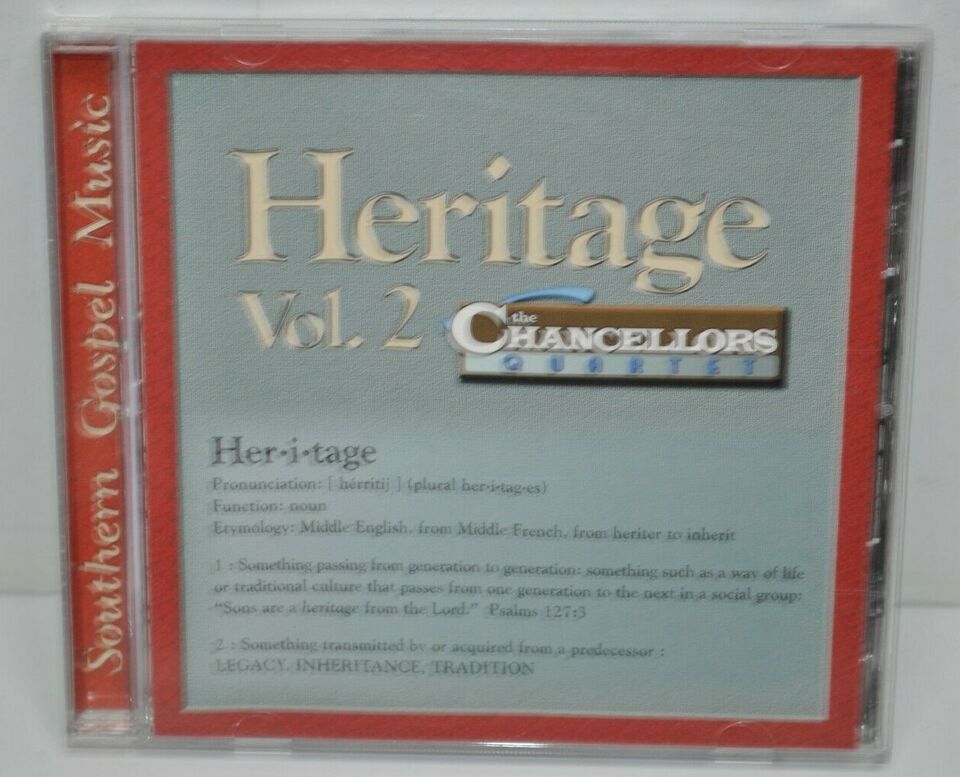 Southern Gospel Music
Heritage
Vol. 2
the
CHANCELLORS
QUARTET
Her·i·tage
Pronunciation: [ hérritij ] (plural her·i·tag·es)
Function: noun
Etymology: Middle English, from Middle French, from heriter to inherit
1 : Something passing from generation to generation: something such as a way of life
or traditional culture that passes from one generation to the next in a social group:
"Sons are a heritage from the Lord." Psalms 127:3
2 : Something transmitted by or acquired from a predecessor :
LEGACY, INHERITANCE, TRADITION